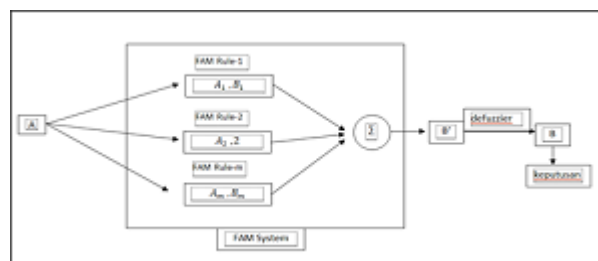 FAM Rule-1
A₁ .B₁
FAM Rule-2
A
A₂ .2
Σ
B'
defuzzier
B
FAM Rule-m
Aₘ .Bₘ
keputusan
FAM System